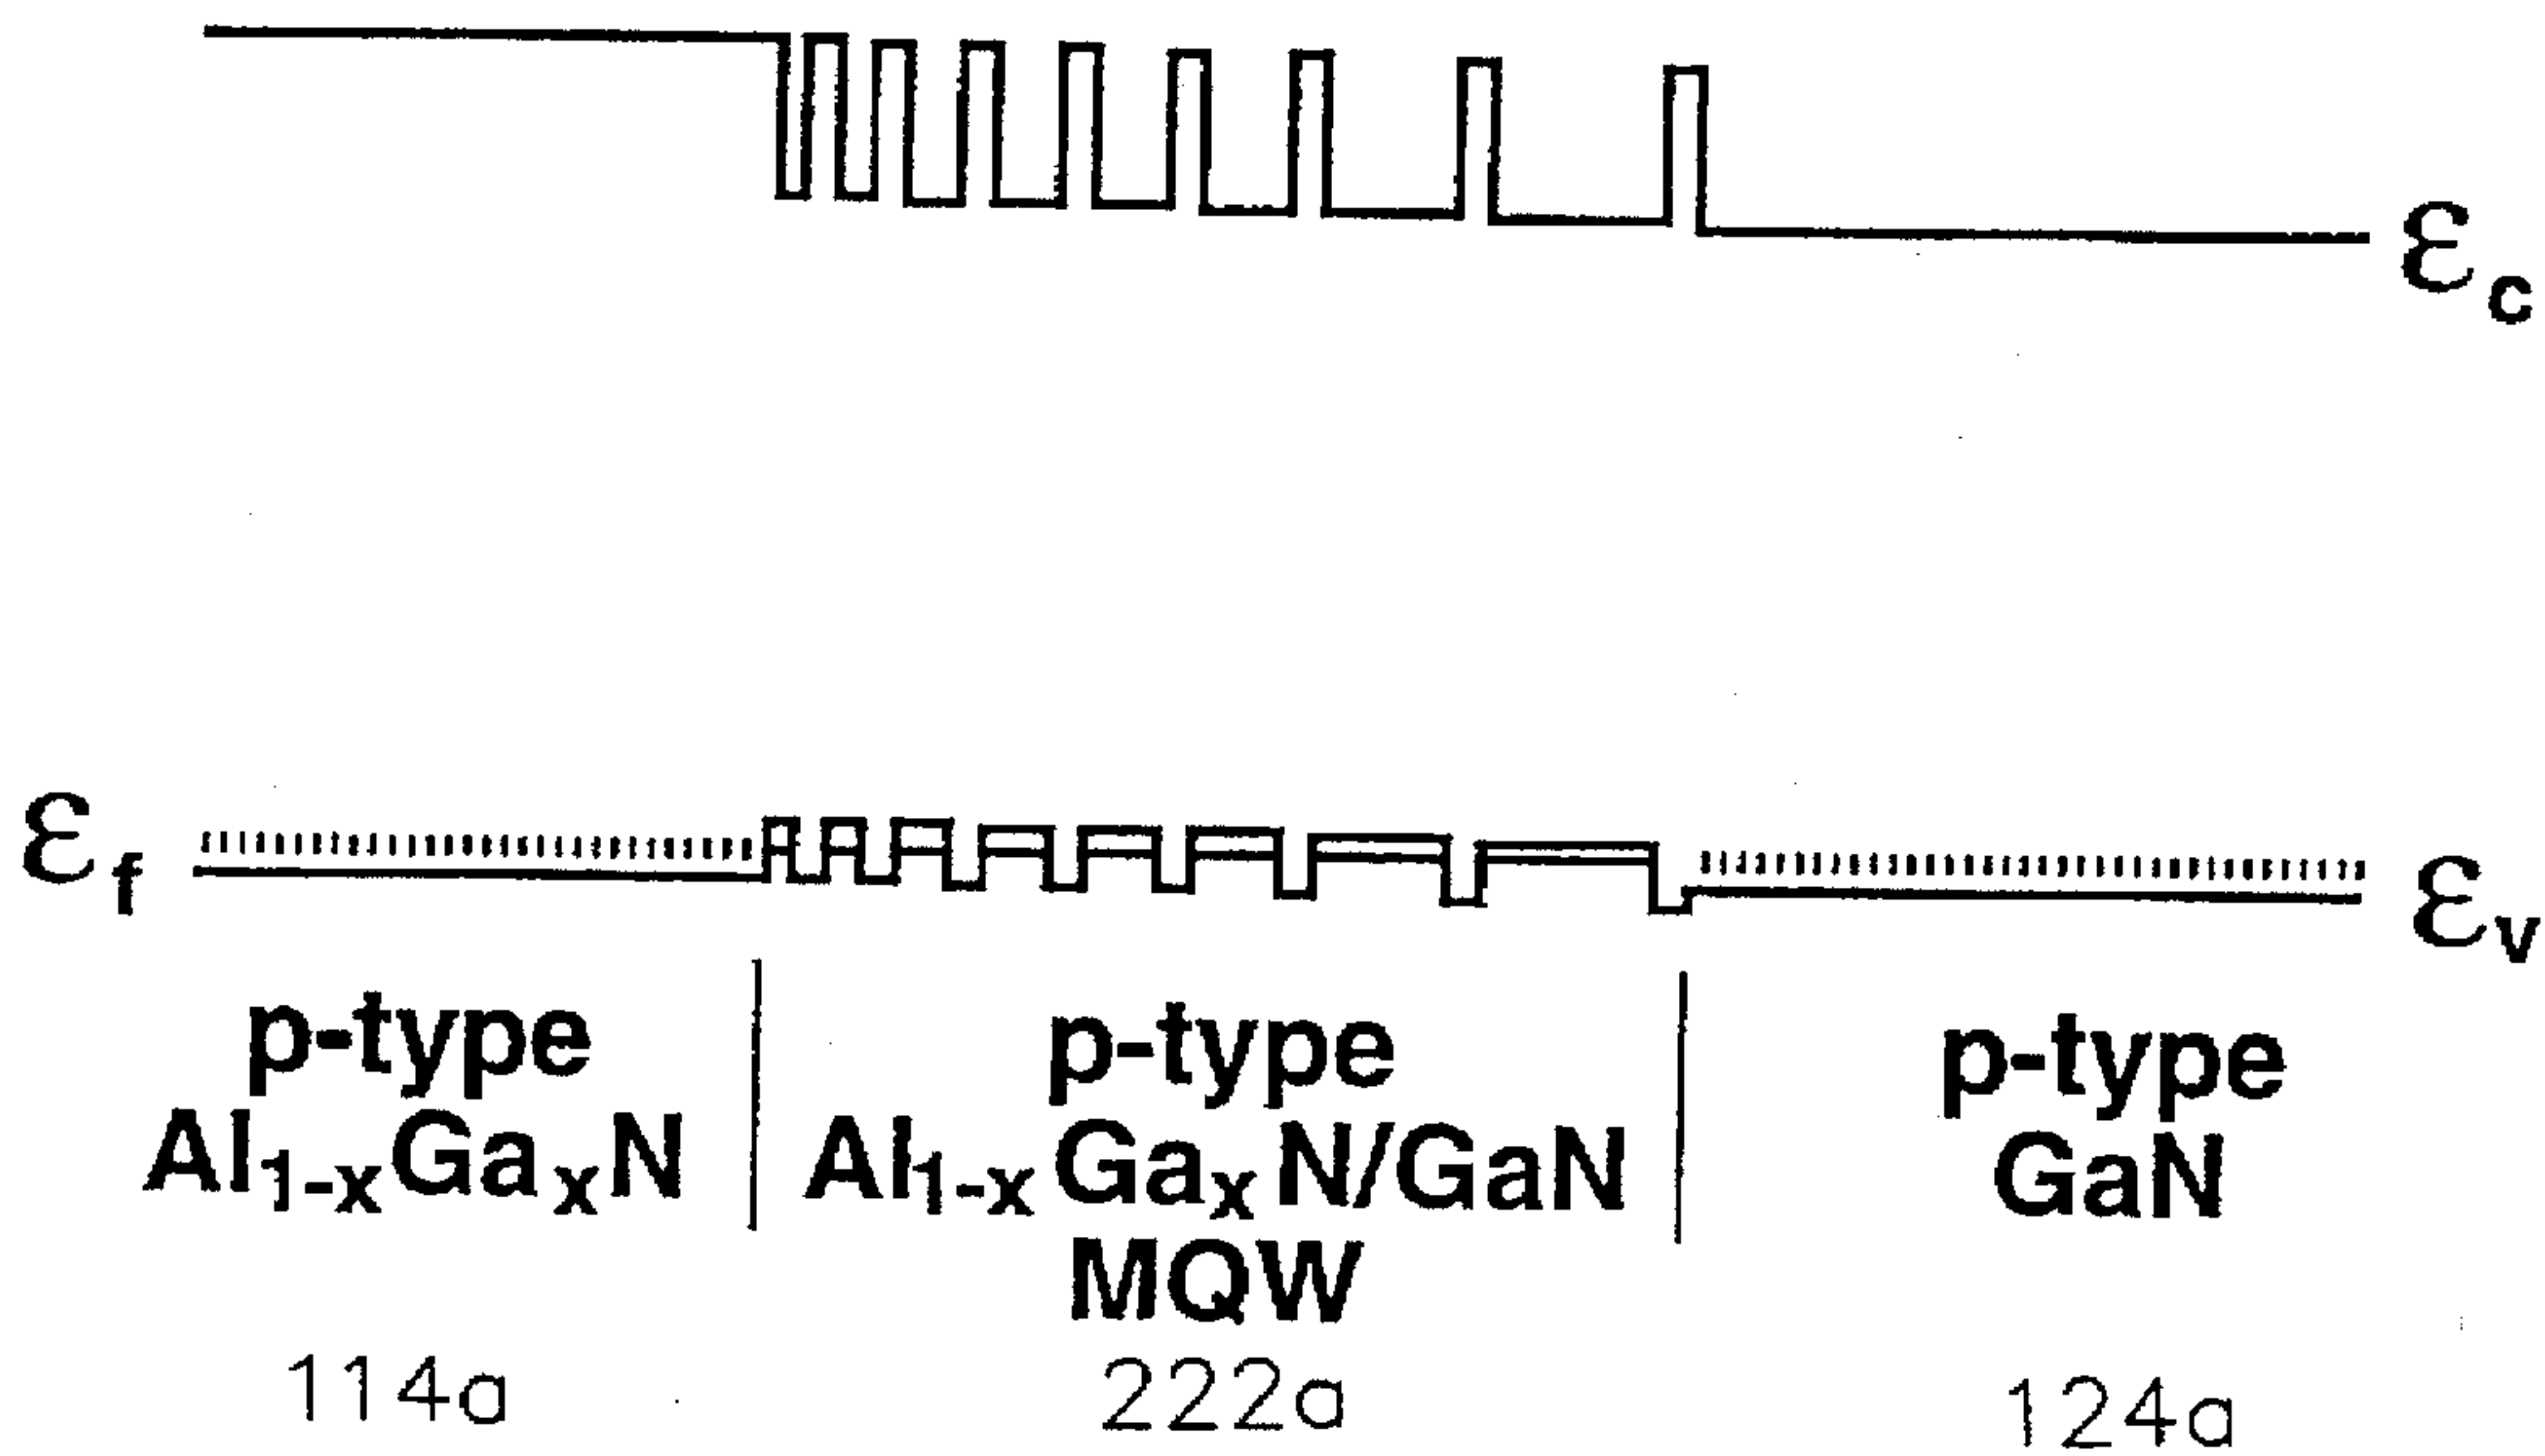 εc
εf
εv
p-type
Al1-xGaxN
114a
p-type
Al1-xGaxN/GaN
MQW
222a
p-type
GaN
124a